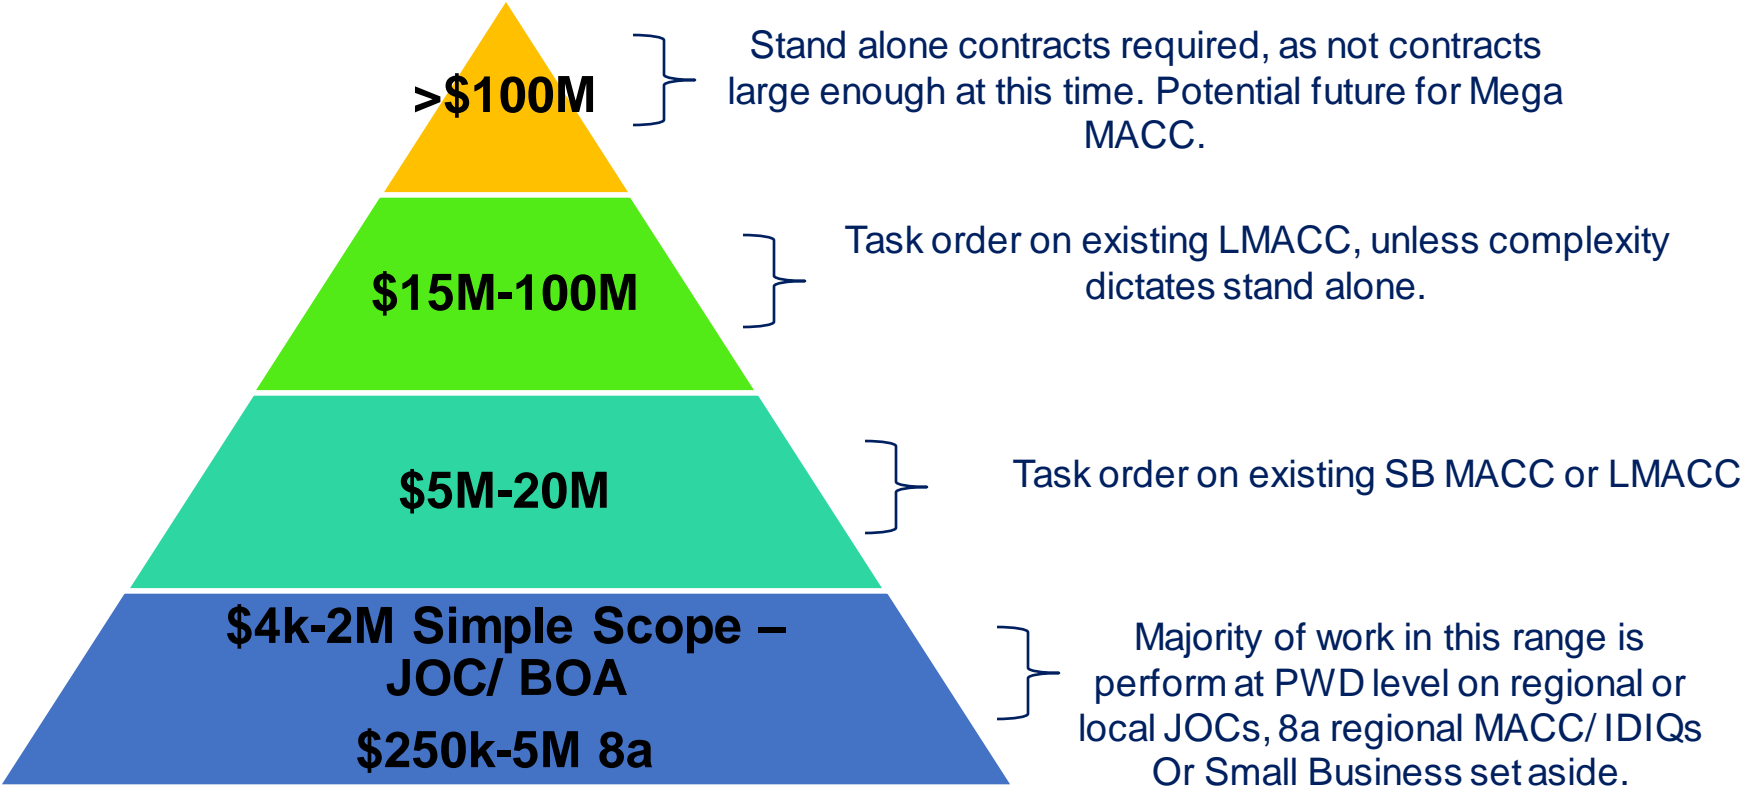 >$100M
Stand alone contracts required, as not contracts
large enough at this time. Potential future for Mega
MACC.
$15M-100M
Task order on existing LMACC, unless complexity
dictates stand alone.
$5M-20M
Task order on existing SB MACC or LMACC
$4k-2M Simple Scope –
JOC/ BOA
$250k-5M 8a
Majority of work in this range is
perform at PWD level on regional or
local JOCs, 8a regional MACC/ IDIQs
Or Small Business set aside.